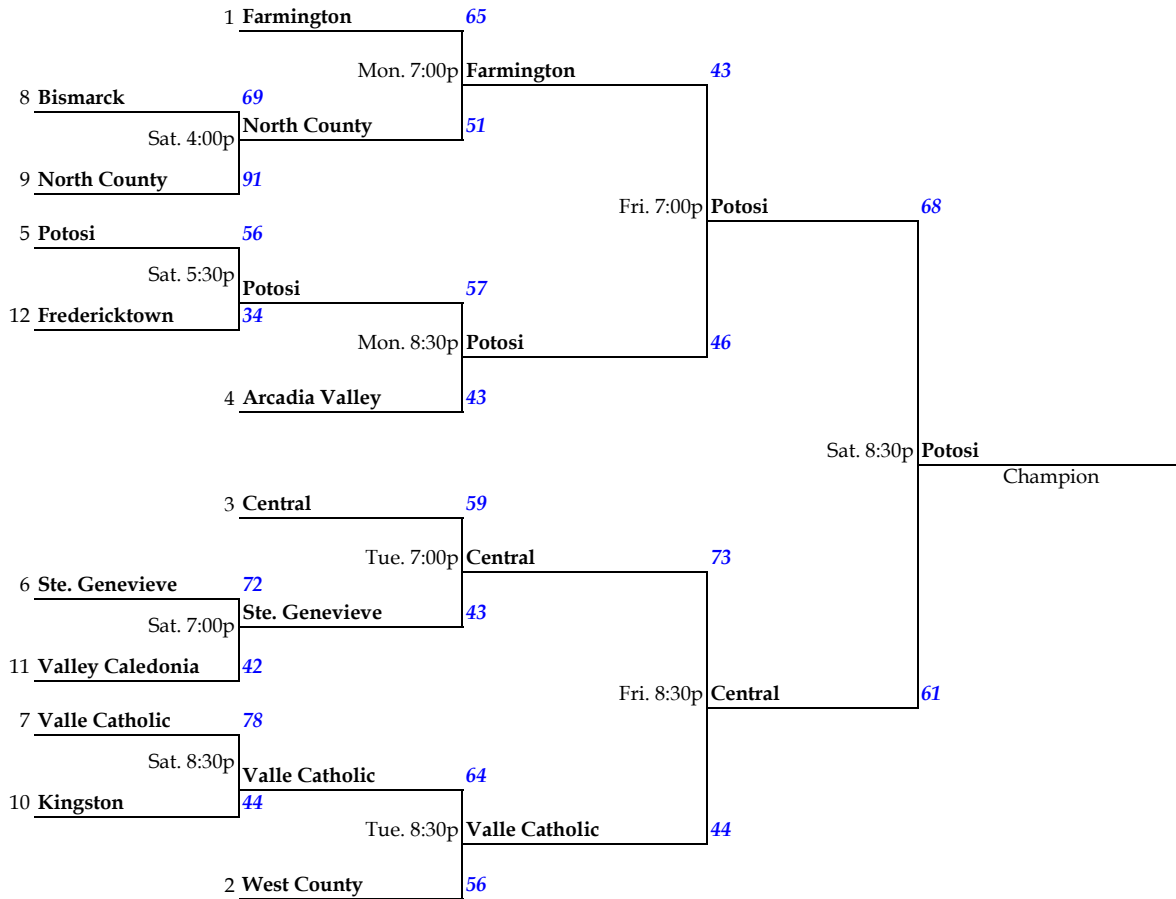 1 Farmington 65
Mon. 7:00p Farmington 43
8 Bismarck 69
Sat. 4:00p North County 51
9 North County 91
Fri. 7:00p Potosi 68
5 Potosi 56
Sat. 5:30p Potosi 57
12 Fredericktown 34
Mon. 8:30p Potosi 46
4 Arcadia Valley 43
Sat. 8:30p Potosi
Champion
3 Central 59
Tue. 7:00p Central 73
6 Ste. Genevieve 72
Sat. 7:00p Ste. Genevieve 43
11 Valley Caledonia 42
Fri. 8:30p Central 61
7 Valle Catholic 78
Sat. 8:30p Valle Catholic 64
10 Kingston 44
Tue. 8:30p Valle Catholic 44
2 West County 56